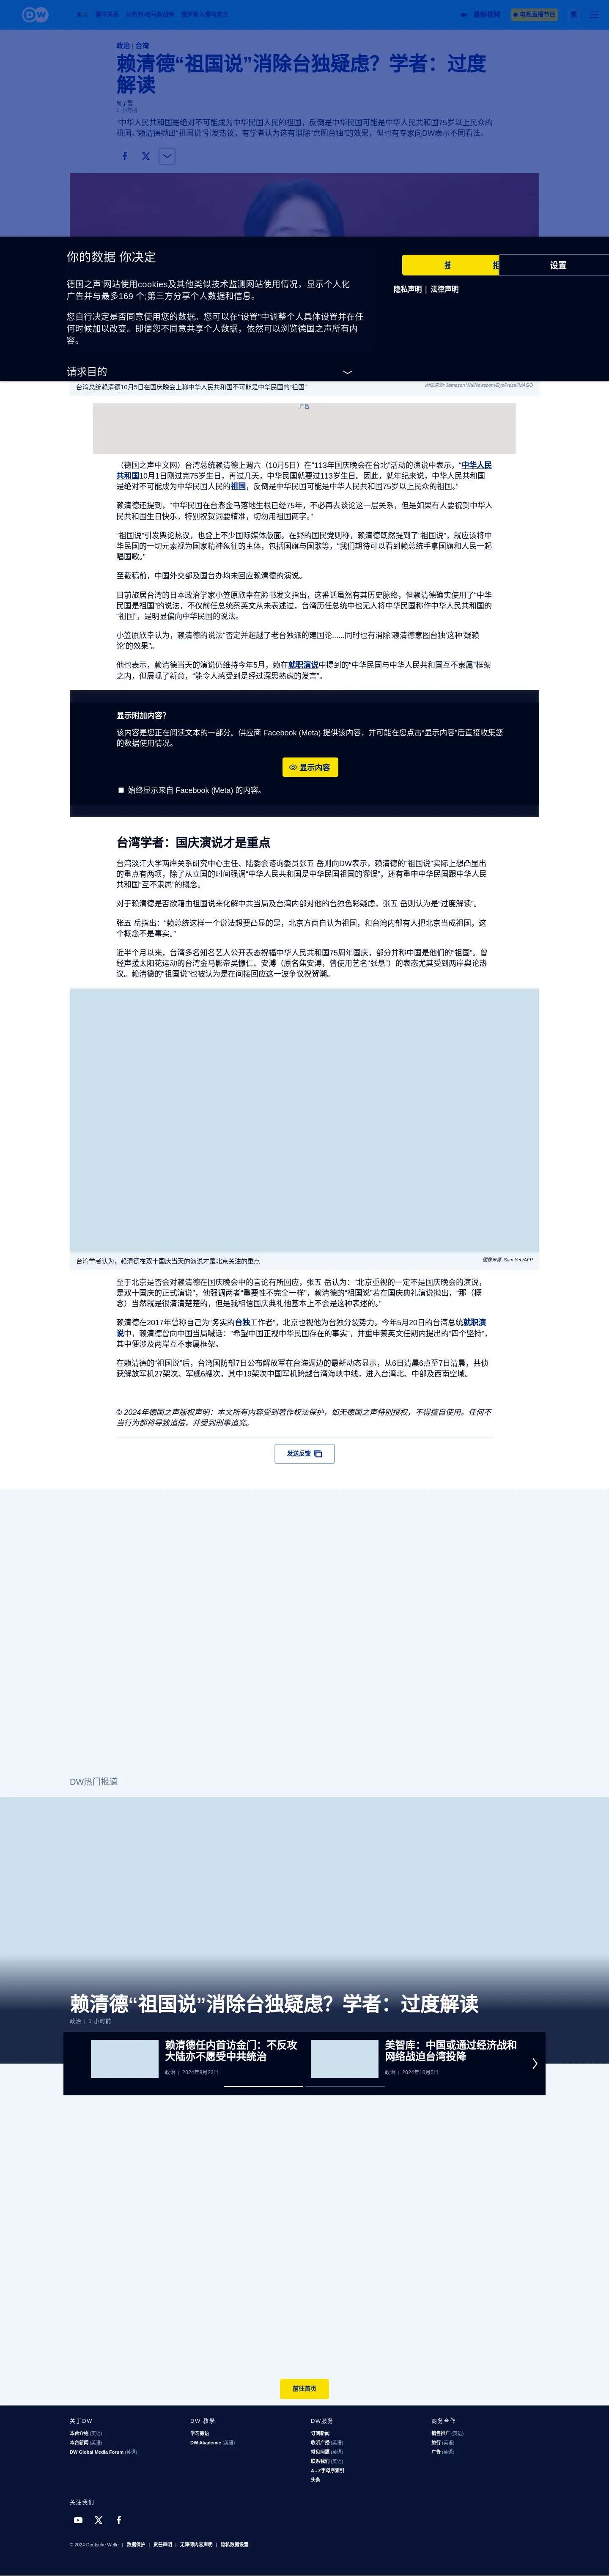 DW
德中关系
以色列-哈马斯战争
俄罗斯入侵乌克兰
最新视频
电视直播节目
政治 | 台湾
赖清德“祖国说”消除台独疑虑？学者：过度
解读
1 小时前
“中华人民共和国是绝对不可能成为中华民国人民的祖国，反倒是中华民国可能是中华人民共和国75岁以上民众的
祖国。”赖清德抛出“祖国说”引发热议，有学者认为这有消除“意图台独”的效果，但也有专家向DW表示不同看法。
你的数据 你决定
设置
隐私声明 | 法律声明
德国之声¹网站使用cookies及其他类似技术监测网站使用情况，显示个人化
广告并与最多169 个;第三方分享个人数据和信息。
您自行决定是否同意使用您的数据。您可以在“设置”中调整个人具体设置并在任
何时候加以改变。即便您不同意共享个人数据，依然可以浏览德国之声所有内
容。
请求目的
台湾总统赖清德10月5日在国庆晚会上称中华人民共和国不可能是中华民国的“祖国”
图像来源: Jameson Wu/Newscom/EyePress/IMAGO
广告
（德国之声中文网）台湾总统赖清德上週六（10月5日）在“113年国庆晚会在台北”活动的演说中表示，“中华人民
共和国10月1日刚过完75岁生日，再过几天，中华民国就要过113岁生日。因此，就年纪来说，中华人民共和国
是绝对不可能成为中华民国人民的祖国，反倒是中华民国可能是中华人民共和国75岁以上民众的祖国。”
赖清德还提到，“中华民国在台澎金马落地生根已经75年，不必再去谈论这一层关系，但是如果有人要祝贺中华人
民共和国生日快乐，特别祝贺词要精准，切勿用祖国两字。”
“祖国说”引发舆论热议，也登上不少国际媒体版面。在野的国民党则称，赖清德既然提到了“祖国说”，就应该将中
华民国的一切元素视为国家精神象征的主体，包括国旗与国歌等，“我们期待可以看到赖总统手拿国旗和人民一起
唱国歌。”
至截稿前，中国外交部及国台办均未回应赖清德的演说。
目前旅居台湾的日本政治学家小笠原欣幸在脸书发文指出，这番话虽然有其历史脉络，但赖清德确实使用了“中华
民国是祖国”的说法，不仅前任总统蔡英文从未表述过，台湾历任总统中也无人将中华民国称作中华人民共和国的
“祖国”，是明显偏向中华民国的说法。
小笠原欣幸认为，赖清德的说法“否定并超越了老台独派的建国论......同时也有消除‘赖清德意图台独’这种‘疑赖
论’的效果”。
他也表示，赖清德当天的演说仍维持今年5月，赖在就职演说中提到的“中华民国与中华人民共和国互不隶属”框架
之内，但展现了新意，“能令人感受到是经过深思熟虑的发言”。
显示附加内容？
该内容是您正在阅读文本的一部分。供应商 Facebook (Meta) 提供该内容，并可能在您点击“显示内容”后直接收集您
的数据使用情况。
显示内容
始终显示来自 Facebook (Meta) 的内容。
台湾学者：国庆演说才是重点
台湾淡江大学两岸关系研究中心主任、陆委会谘询委员张五 岳则向DW表示，赖清德的“祖国说”实际上想凸显出
的重点有两项，除了从立国的时间强调“中华人民共和国是中华民国祖国的谬误”，还有重申中华民国跟中华人民
共和国“互不隶属”的概念。
对于赖清德是否欲藉由祖国说来化解中共当局及台湾内部对他的台独色彩疑虑，张五 岳则认为是“过度解读”。
张五 岳指出：“赖总统这样一个说法想要凸显的是，北京方面自认为祖国，和台湾内部有人把北京当成祖国，这
个概念不是事实。”
近半个月以来，台湾多名知名艺人公开表态祝福中华人民共和国75周年国庆，部分并称中国是他们的“祖国”。曾
经声援太阳花运动的台湾金马影帝吴慷仁、安溥（原名焦安溥，曾使用艺名“张悬”）的表态尤其受到两岸舆论热
议。赖清德的“祖国说”也被认为是在间接回应这一波争议祝贺潮。
台湾学者认为，赖清德在双十国庆当天的演说才是北京关注的重点
图像来源: Sam Yeh/AFP
至于北京是否会对赖清德在国庆晚会中的言论有所回应，张五 岳认为：“北京重视的一定不是国庆晚会的演说，
是双十国庆的正式演说”，他强调两者“重要性不完全一样”，赖清德的“祖国说”若在国庆典礼演说抛出，“那（概
念）当然就是很清清楚楚的，但是我相信国庆典礼他基本上不会是这种表述的。”
赖清德在2017年曾称自己为“务实的台独工作者”，北京也视他为台独分裂势力。今年5月20日的台湾总统就职演
说中，赖清德曾向中国当局喊话：“希望中国正视中华民国存在的事实”，并重申蔡英文任期内提出的“四个坚持”，
其中便涉及两岸互不隶属框架。
在赖清德的“祖国说”后，台湾国防部7日公布解放军在台海週边的最新动态显示，从6日清晨6点至7日清晨，共侦
获解放军机27架次、军舰6艘次，其中19架次中国军机跨越台湾海峡中线，进入台湾北、中部及西南空域。
© 2024年德国之声版权声明：本文所有内容受到著作权法保护，如无德国之声特别授权，不得擅自使用。任何不
当行为都将导致追偿，并受到刑事追究。
发送反馈
DW热门报道
赖清德“祖国说”消除台独疑虑？学者：过度解读
政治 | 1 小时前
赖清德任内首访金门：不反攻
大陆亦不愿受中共统治
政治 | 2024年8月23日
美智库：中国或通过经济战和
网络战迫台湾投降
政治 | 2024年10月5日
前往首页
关于DW
本台介绍 (英语)
本台新闻 (英语)
DW Global Media Forum (英语)
DW 教學
学习德语
DW Akademie (英语)
DW服务
订阅新闻
收听广播 (英语)
常见问题 (英语)
联系我们 (英语)
A - Z字母序索引
头条
商务合作
销售推广 (英语)
旅行 (英语)
广告 (英语)
关注我们
© 2024 Deutsche Welle | 数据保护 | 责任声明 | 无障碍内容声明 | 隐私数据设置